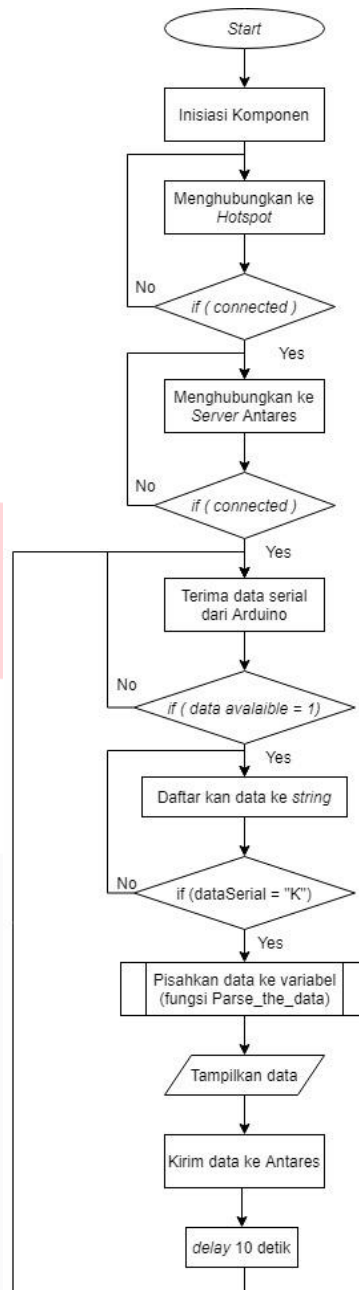 Start
Inisiasi Komponen
Menghubungkan ke
Hotspot
No
if ( connected )
Yes
Menghubungkan ke
Server Antares
No
if ( connected )
Yes
Terima data serial
dari Arduino
No
if ( data avalaible = 1)
Yes
Daftar kan data ke string
No
if (dataSerial = "K")
Yes
Pisahkan data ke variabel
(fungsi Parse_the_data)
Tampilkan data
Kirim data ke Antares
delay 10 detik